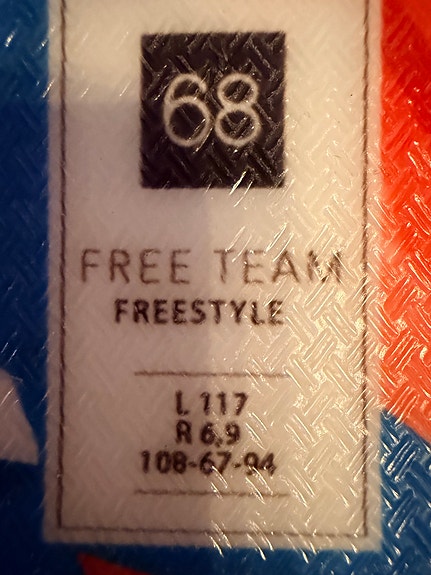 68
FREE TEAM
FREESTYLE
L 117
R 6,9
108-67-94